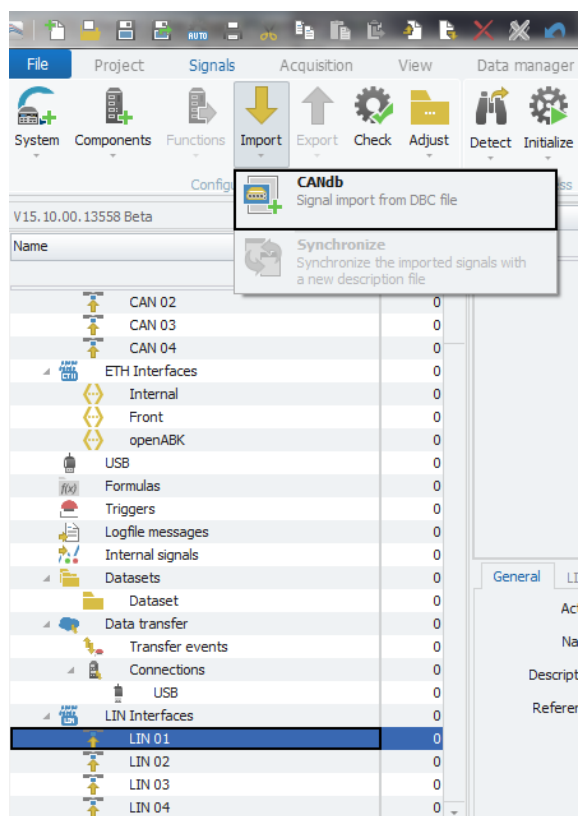 AUTO
File Project Signals Acquisition View Data manager
System Components Functions Import Export Check Adjust Detect Initialize
CANdb
Signal import from DBC file
V15.10.00.13558 Beta
Synchronize
Synchronize the imported signals with
a new description file
Name
CAN 02 0
CAN 03 0
CAN 04 0
ETH Interfaces 0
Internal 0
Front 0
openABK 0
USB 0
f(x) Formulas 0
Triggers 0
Logfile messages 0
Internal signals 0
Datasets 0
General
Dataset 0
Data transfer 0
Transfer events 0
Connections 0
USB 0
LIN Interfaces 0
LIN 01 0
LIN 02 0
LIN 03 0
LIN 04 0